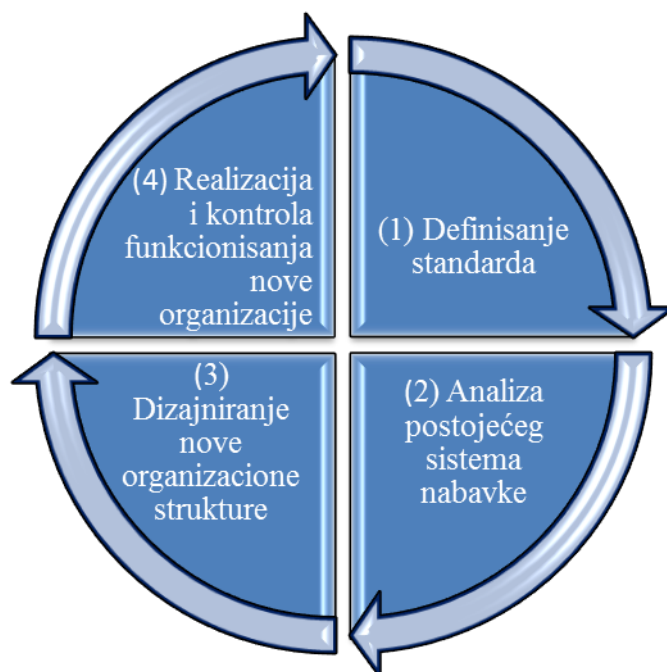 (1) Definisanje
standarda
(2) Analiza
postojećeg
sistema
nabavke
(3)
Dizajniranje
nove
organizacione
strukture
(4) Realizacija
i kontrola
funkcionisanja
nove
organizacije